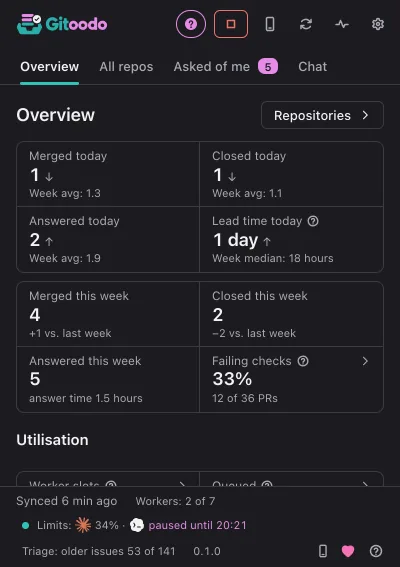 Gitoodo
Overview All repos Asked of me 5 Chat
Overview
Repositories
Merged today
1 ↓
Week avg: 1.3
Closed today
1 ↓
Week avg: 1.1
Answered today
2 ↑
Week avg: 1.9
Lead time today
1 day ↑
Week median: 18 hours
Merged this week
4
+1 vs. last week
Closed this week
2
−2 vs. last week
Answered this week
5
answer time 1.5 hours
Failing checks
33%
12 of 36 PRs
Utilisation
Worker slots
Queued
Synced 6 min ago Workers: 2 of 7
Limits: 34% · paused until 20:21
Triage: older issues 53 of 141 0.1.0